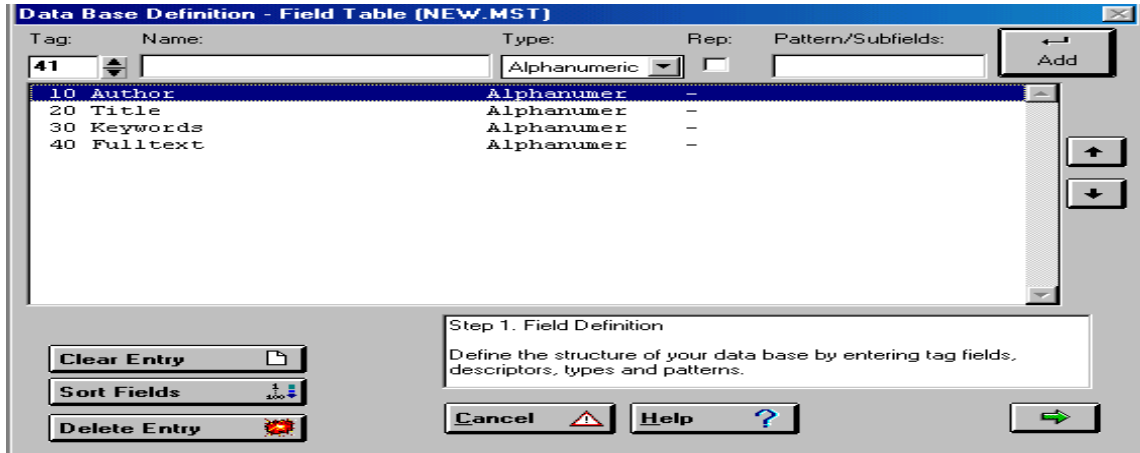 Data Base Definition - Field Table (NEW.MST)
Tag: Name: Type: Rep: Pattern/Subfields:
41 Alphanumeric Add
10 Author Alphanumer -
20 Title Alphanumer -
30 Keywords Alphanumer -
40 Fulltext Alphanumer -
Step 1. Field Definition
Define the structure of your data base by entering tag fields,
descriptors, types and patterns.
Clear Entry
Sort Fields
Delete Entry
Cancel Help ?